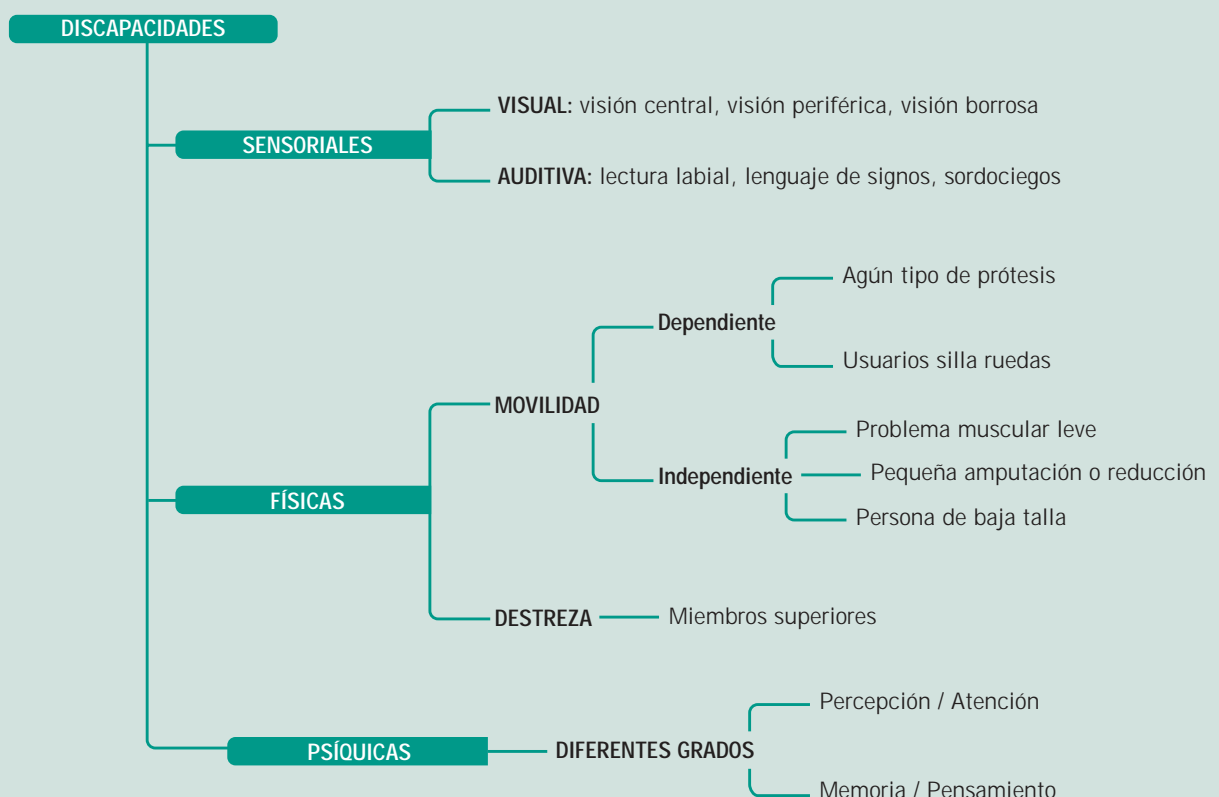 DISCAPACIDADES
SENSORIALES
VISUAL: visión central, visión periférica, visión borrosa
AUDITIVA: lectura labial, lenguaje de signos, sordociegos
FÍSICAS
MOVILIDAD
Dependiente
Agún tipo de prótesis
Usuarios silla ruedas
Independiente
Problema muscular leve
Pequeña amputación o reducción
Persona de baja talla
DESTREZA
Miembros superiores
PSÍQUICAS
DIFERENTES GRADOS
Percepción / Atención
Memoria / Pensamiento